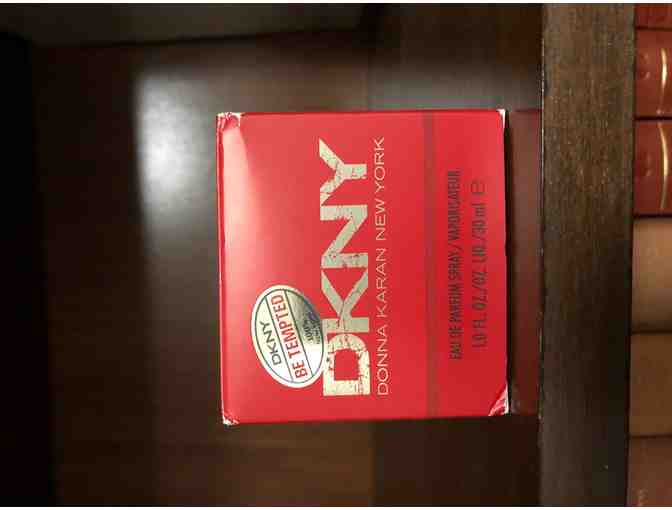 DKNY
BE TEMPTED
DKNY
DONNA KARAN NEW YORK
EAU DE PARFUM SPRAY / VAPORISATEUR
1.0 FL.OZ./OZ. LIQ./30 ml ℮